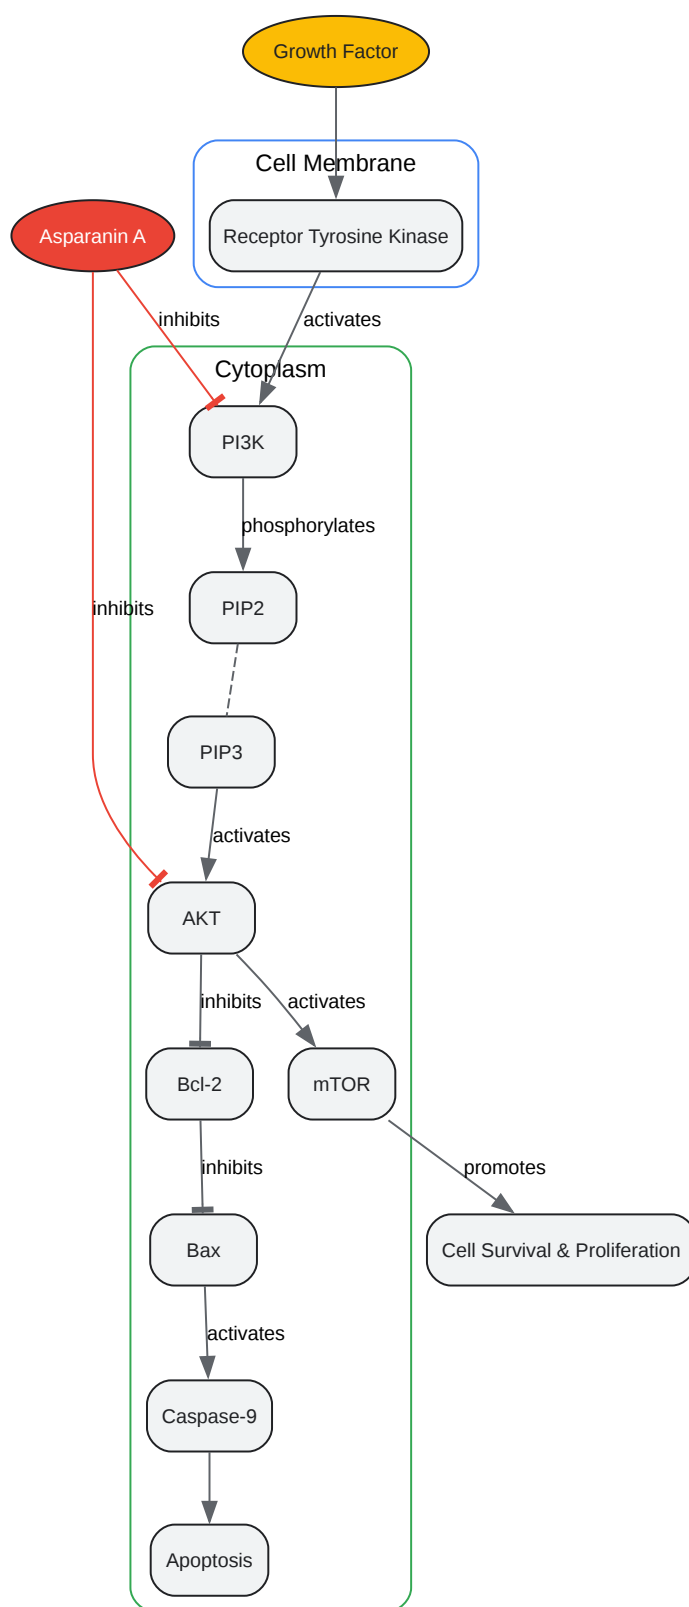 Growth Factor
Cell Membrane
Asparanin A
Receptor Tyrosine Kinase
inhibits
activates
Cytoplasm
PI3K
phosphorylates
inhibits
PIP2
PIP3
activates
AKT
inhibits
activates
Bcl-2
mTOR
inhibits
promotes
Bax
Cell Survival & Proliferation
activates
Caspase-9
Apoptosis